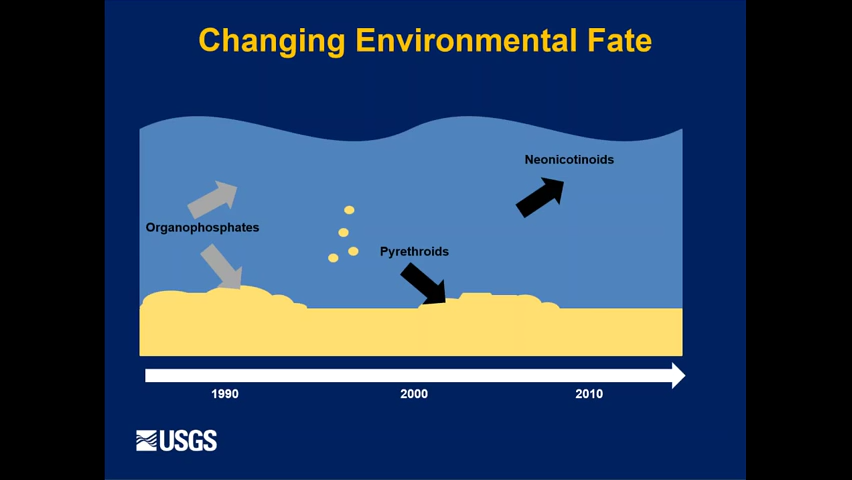 Changing Environmental Fate
Neonicotinoids
Organophosphates
Pyrethroids
1990 2000 2010
USGS